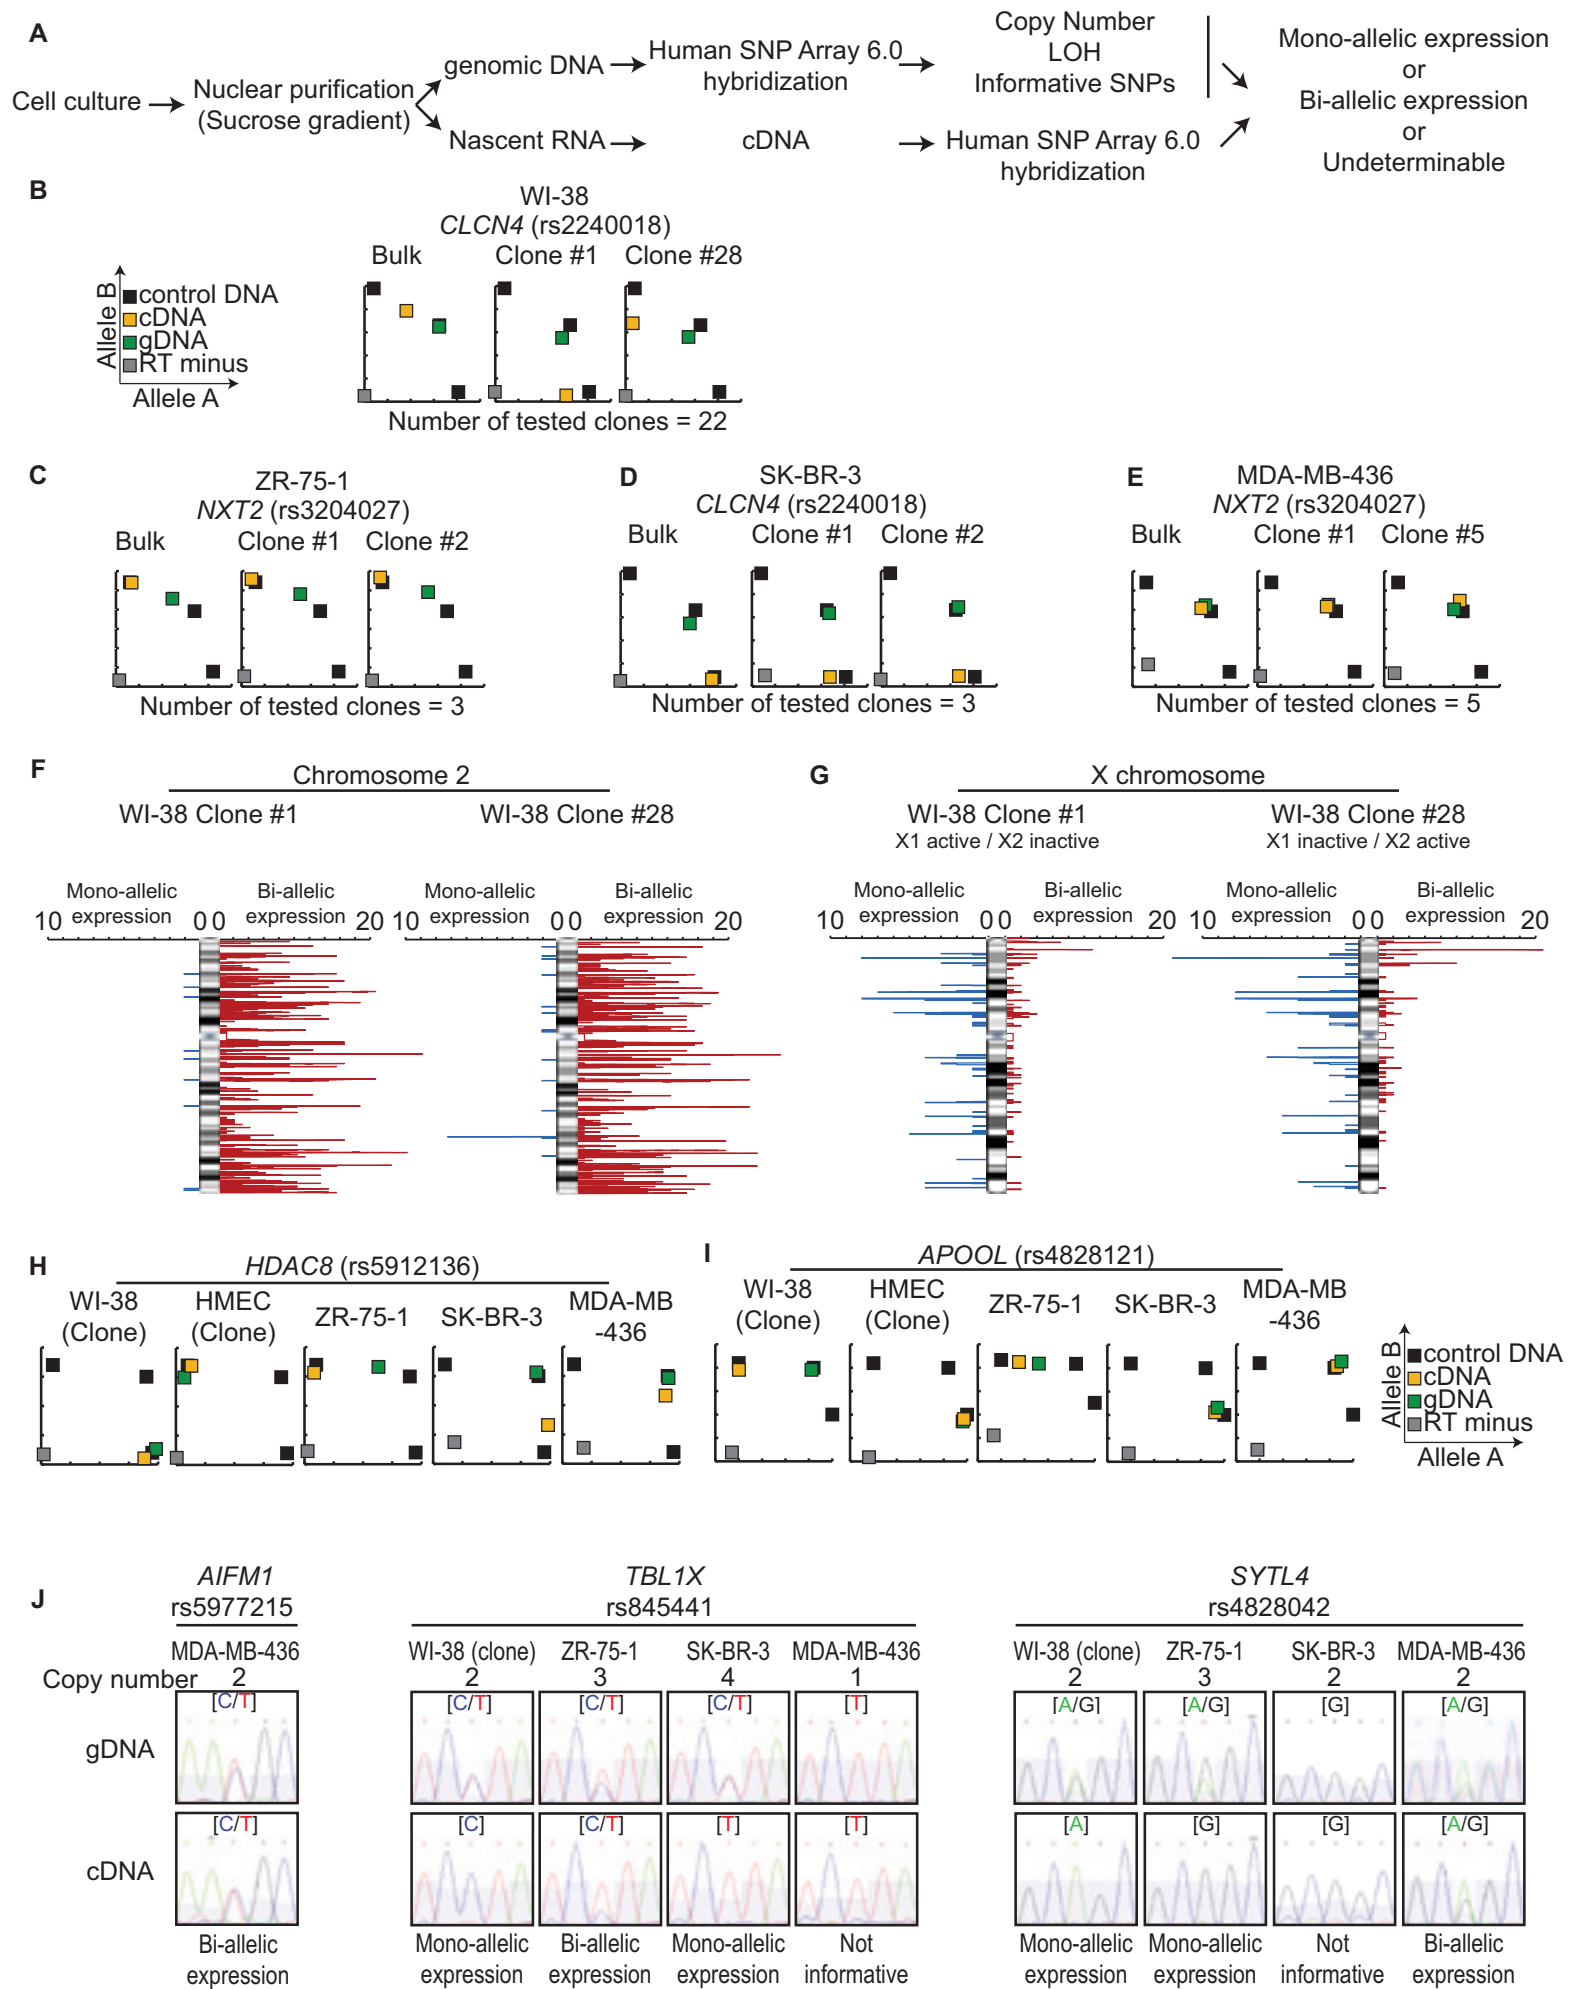 A
Cell culture
Nuclear purification
(Sucrose gradient)
genomic DNA
Nascent RNA
Human SNP Array 6.0
hybridization
cDNA
Copy Number
LOH
Informative SNPs
Human SNP Array 6.0
hybridization
Mono-allelic expression
or
Bi-allelic expression
or
Undeterminable
B
WI-38
CLCN4 (rs2240018)
Bulk Clone #1 Clone #28
Allele B
control DNA
cDNA
gDNA
RT minus
Allele A
Number of tested clones = 22
C
ZR-75-1
NXT2 (rs3204027)
Bulk Clone #1 Clone #2
Number of tested clones = 3
D
SK-BR-3
CLCN4 (rs2240018)
Bulk Clone #1 Clone #2
Number of tested clones = 3
E
MDA-MB-436
NXT2 (rs3204027)
Bulk Clone #1 Clone #5
Number of tested clones = 5
F
Chromosome 2
WI-38 Clone #1 WI-38 Clone #28
Mono-allelic Bi-allelic Mono-allelic Bi-allelic
10 expression 0 0 expression 20 10 expression 0 0 expression 20
G
X chromosome
WI-38 Clone #1 WI-38 Clone #28
X1 active / X2 inactive X1 inactive / X2 active
Mono-allelic Bi-allelic Mono-allelic Bi-allelic
10 expression 0 0 expression 20 10 expression 0 0 expression 20
H
HDAC8 (rs5912136)
WI-38 HMEC ZR-75-1 SK-BR-3 MDA-MB
(Clone) (Clone) -436
I
APOOL (rs4828121)
WI-38 HMEC ZR-75-1 SK-BR-3 MDA-MB
(Clone) (Clone) -436
Allele B
control DNA
cDNA
gDNA
RT minus
Allele A
J
AIFM1 TBL1X SYTL4
rs5977215 rs845441 rs4828042
MDA-MB-436 WI-38 (clone) ZR-75-1 SK-BR-3 MDA-MB-436 WI-38 (clone) ZR-75-1 SK-BR-3 MDA-MB-436
Copy number 2 2 3 4 1 2 3 2 2
[C/T] [C/T] [C/T] [C/T] [T] [A/G] [A/G] [G] [A/G]
gDNA
[C/T] [C] [C/T] [T] [T] [A] [G] [G] [A/G]
cDNA
Bi-allelic Mono-allelic Bi-allelic Mono-allelic Not Mono-allelic Mono-allelic Not Bi-allelic
expression expression expression expression informative expression expression informative expression